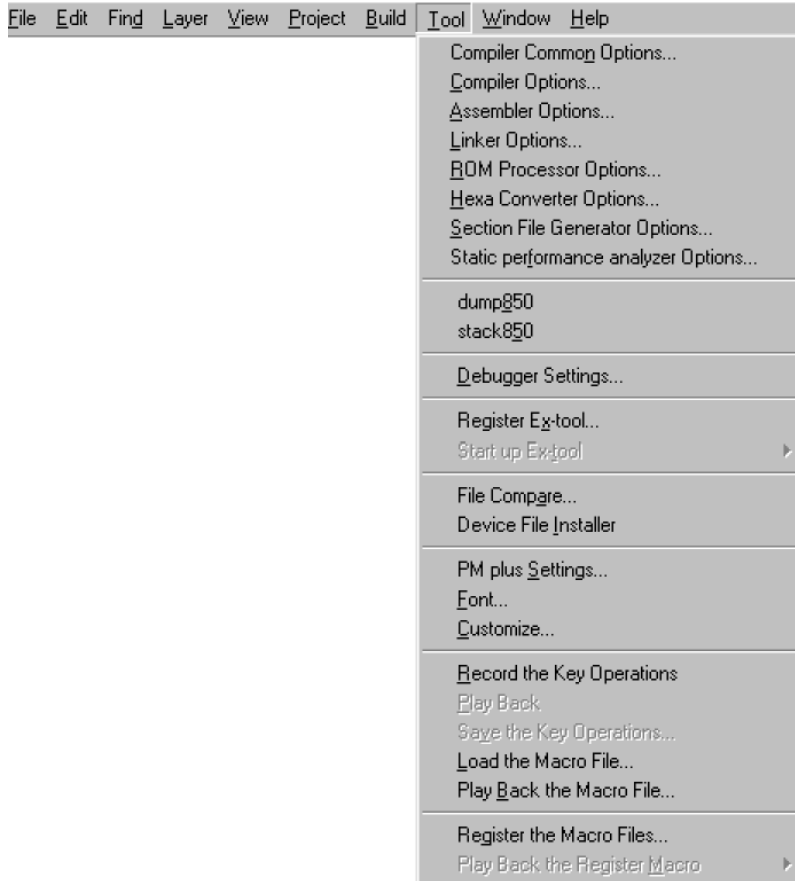 File Edit Find Layer View Project Build Tool Window Help
Compiler Common Options...
Compiler Options...
Assembler Options...
Linker Options...
ROM Processor Options...
Hexa Converter Options...
Section File Generator Options...
Static performance analyzer Options...
dump850
stack850
Debugger Settings...
Register Ex-tool...
Start up Ex-tool
File Compare...
Device File Installer
PM plus Settings...
Font...
Customize...
Record the Key Operations
Play Back
Save the Key Operations...
Load the Macro File...
Play Back the Macro File...
Register the Macro Files...
Play Back the Register Macro